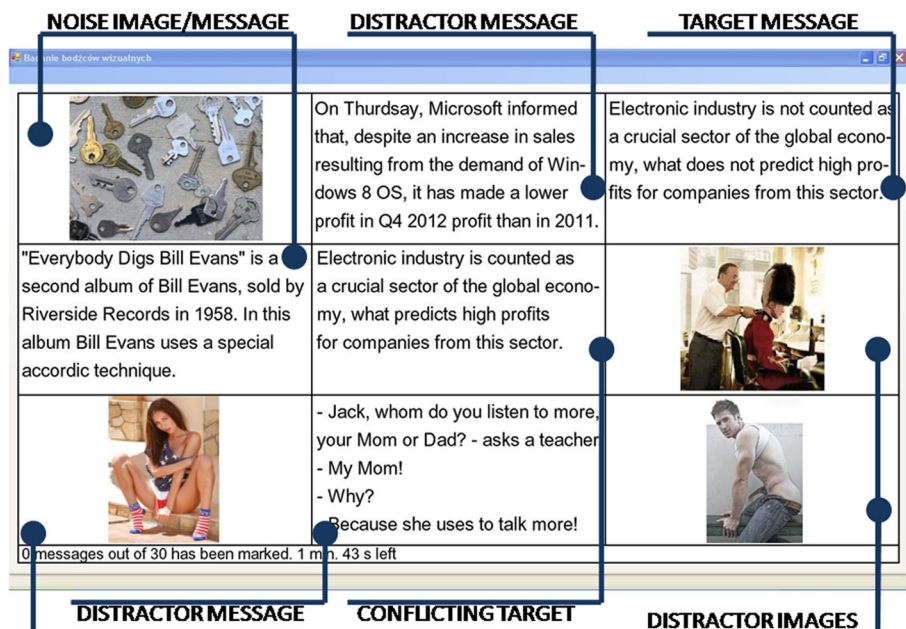 NOISE IMAGE/MESSAGE
DISTRACTOR MESSAGE
TARGET MESSAGE
Badanie bodźców wizualnych
On Thurdsay, Microsoft informed
that, despite an increase in sales
resulting from the demand of Win-
dows 8 OS, it has made a lower
profit in Q4 2012 profit than in 2011.
Electronic industry is not counted as
a crucial sector of the global econo-
my, what does not predict high pro-
fits for companies from this sector.
"Everybody Digs Bill Evans" is a
second album of Bill Evans, sold by
Riverside Records in 1958. In this
album Bill Evans uses a special
accordic technique.
Electronic industry is counted as
a crucial sector of the global econo-
my, what predicts high profits
for companies from this sector.
- Jack, whom do you listen to more,
your Mom or Dad? - asks a teacher
- My Mom!
- Why?
- Because she uses to talk more!
0 messages out of 30 has been marked. 1 min. 43 s left
DISTRACTOR MESSAGE
CONFLICTING TARGET
DISTRACTOR IMAGES